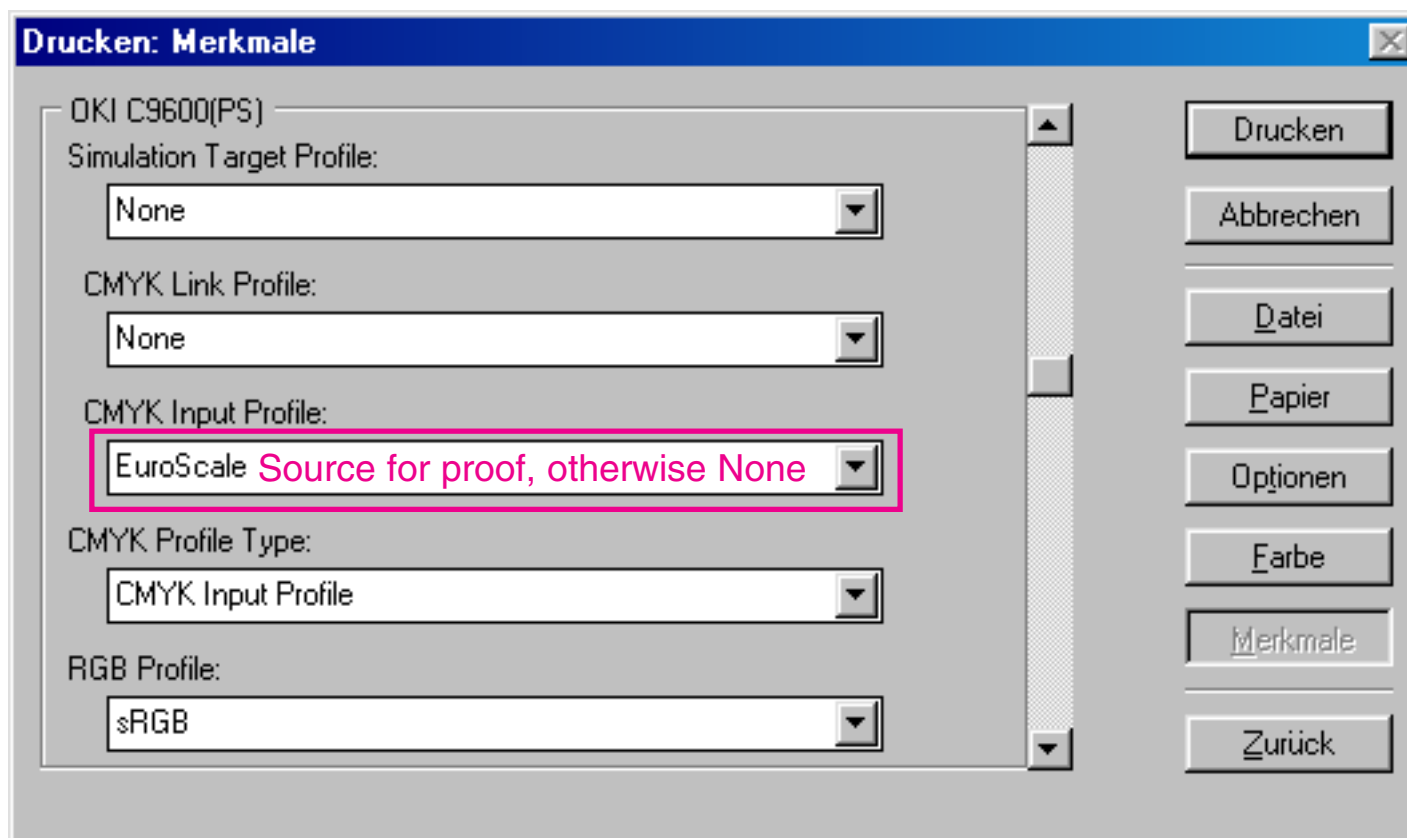 Drucken: Merkmale
OKI C9600(PS)
Simulation Target Profile:
None
CMYK Link Profile:
None
CMYK Input Profile:
EuroScale Source for proof, otherwise None
CMYK Profile Type:
CMYK Input Profile
RGB Profile:
sRGB
Drucken
Abbrechen
Datei
Papier
Optionen
Farbe
Merkmale
Zurück